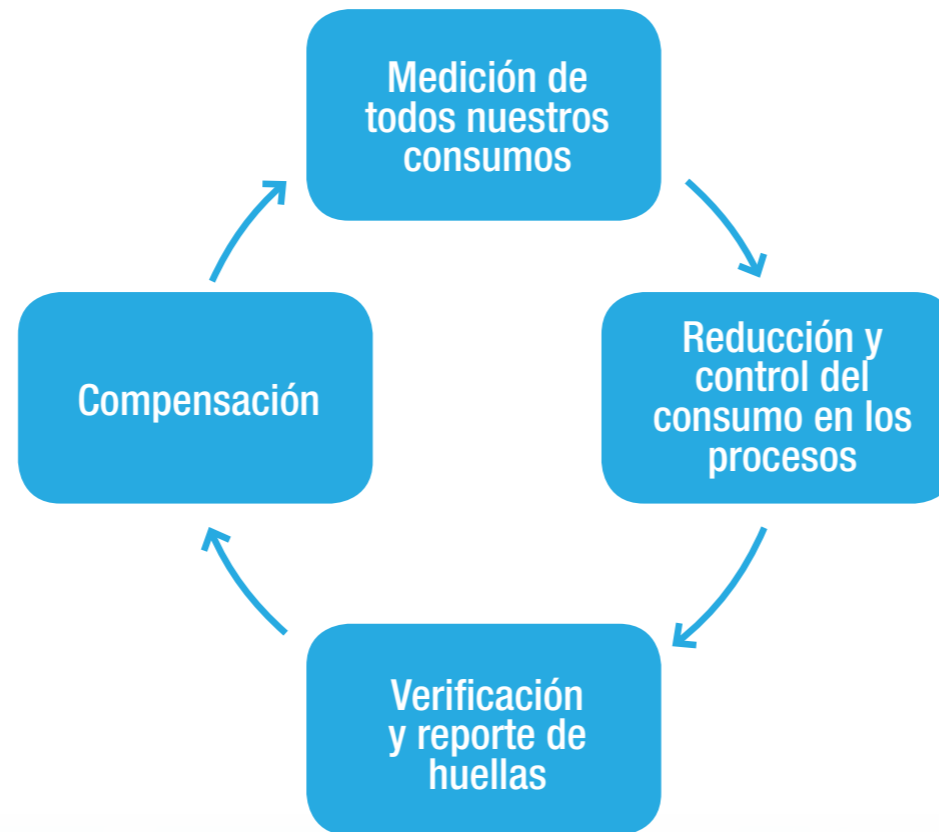 Medición de
todos nuestros
consumos
Reducción y
control del
consumo en los
procesos
Verificación
y reporte de
huellas
Compensación